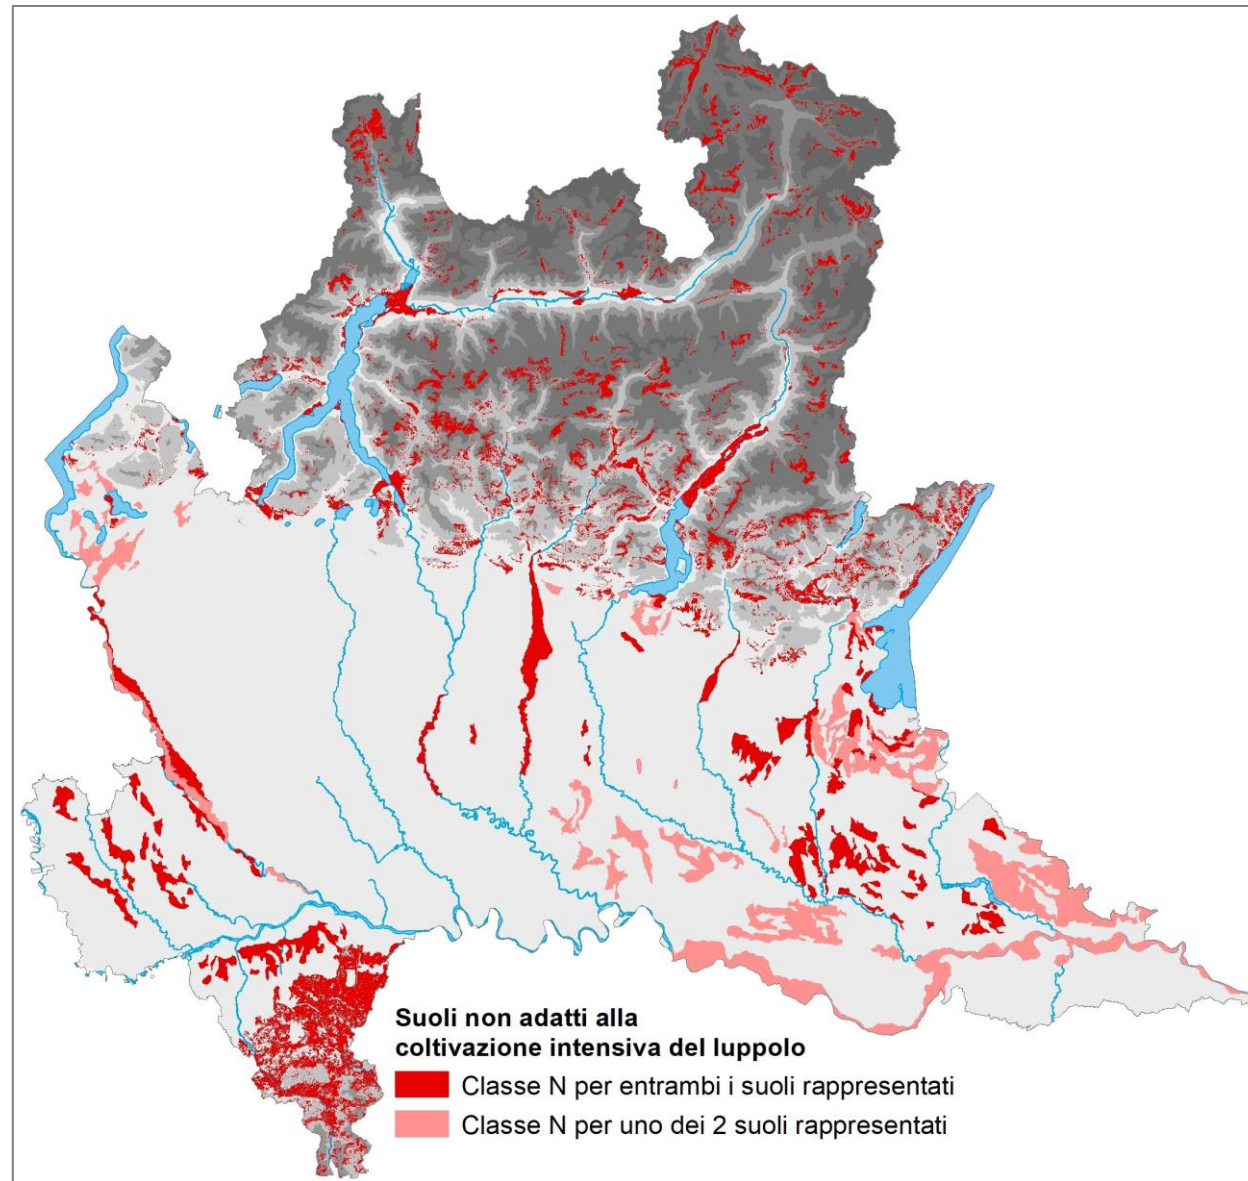 Suoli non adatti alla
coltivazione intensiva del luppolo
Classe N per entrambi i suoli rappresentati
Classe N per uno dei 2 suoli rappresentati